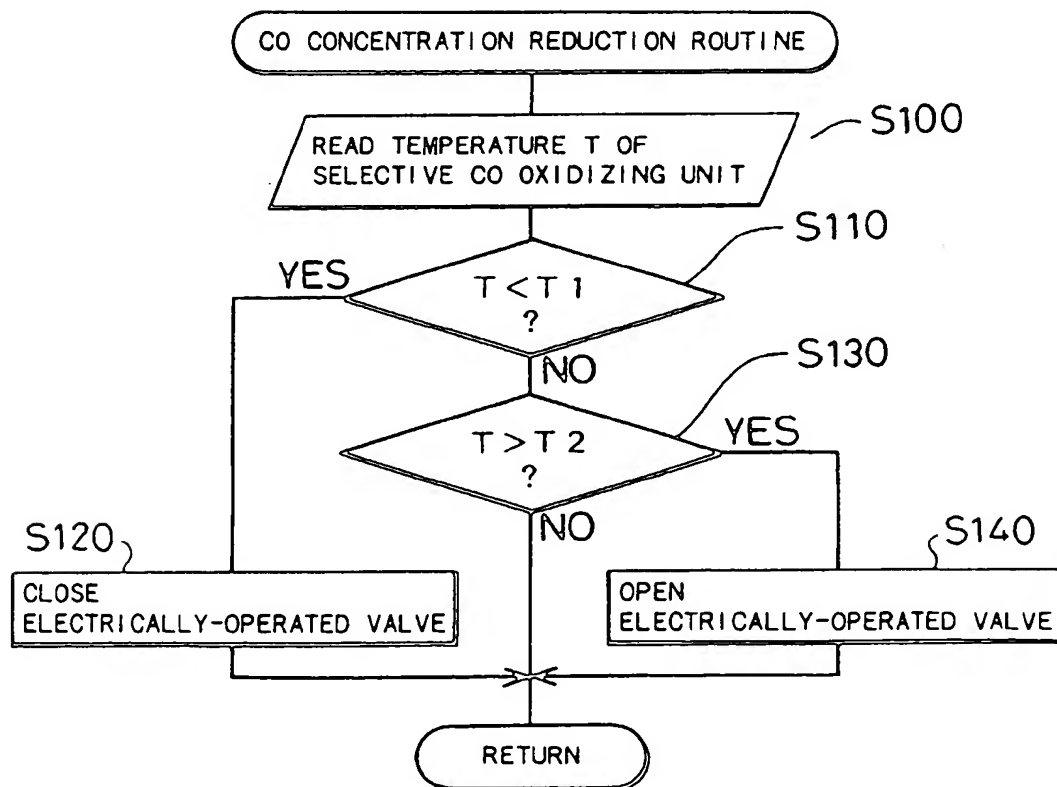 CO CONCENTRATION REDUCTION ROUTINE
READ TEMPERATURE T OF
SELECTIVE CO OXIDIZING UNIT
S100
S110
YES
T < T 1
?
NO
S130
T > T 2
?
YES
NO
S120
CLOSE
ELECTRICALLY-OPERATED VALVE
S140
OPEN
ELECTRICALLY-OPERATED VALVE
RETURN